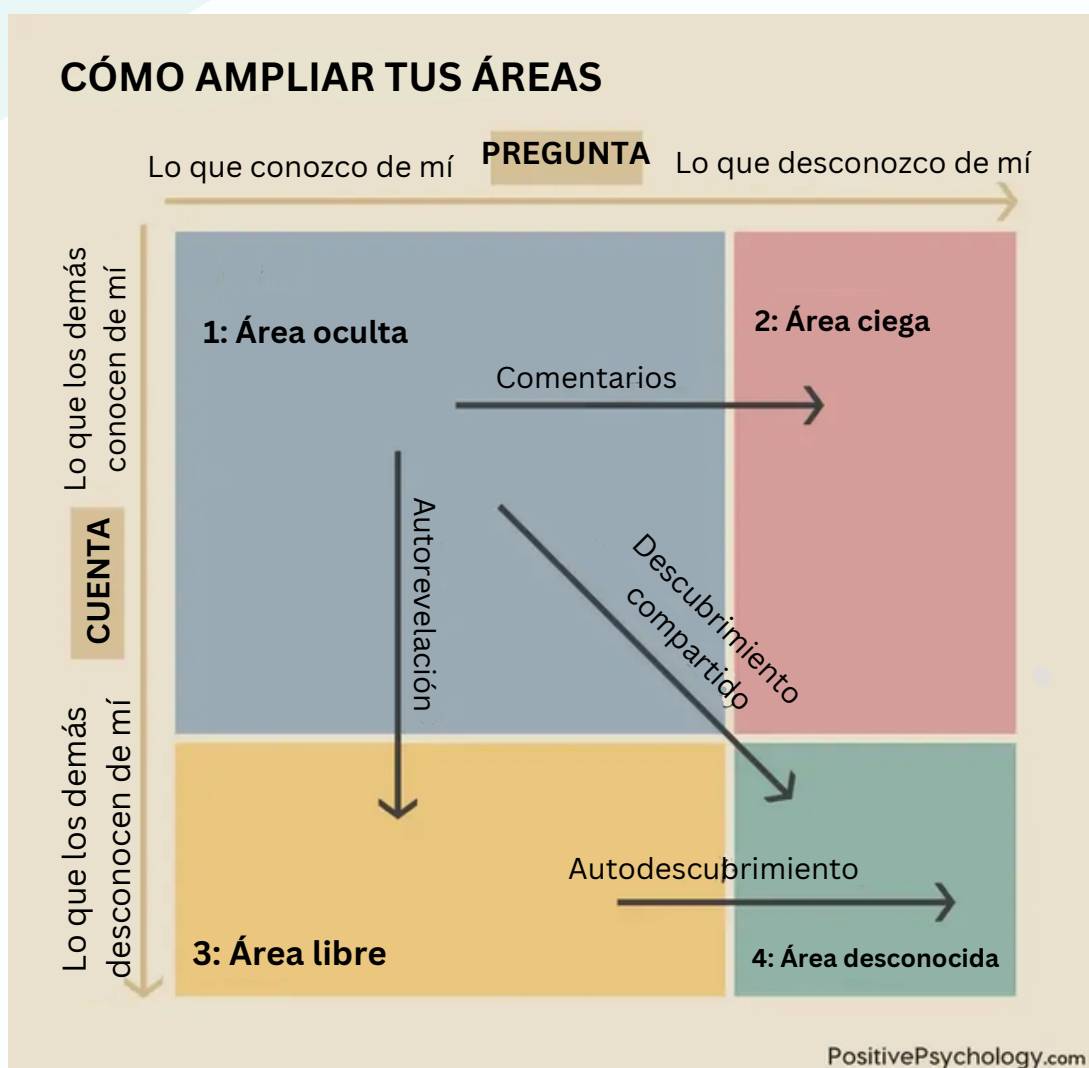 CÓMO AMPLIAR TUS ÁREAS
Lo que conozco de mí
PREGUNTA
Lo que desconozco de mí
Lo que los demás
conocen de mí
CUENTA
Lo que los demás
desconocen de mí
1: Área oculta
2: Área ciega
Comentarios
Autorevelación
Descubrimiento
compartido
Autodescubrimiento
3: Área libre
4: Área desconocida
PositivePsychology.com